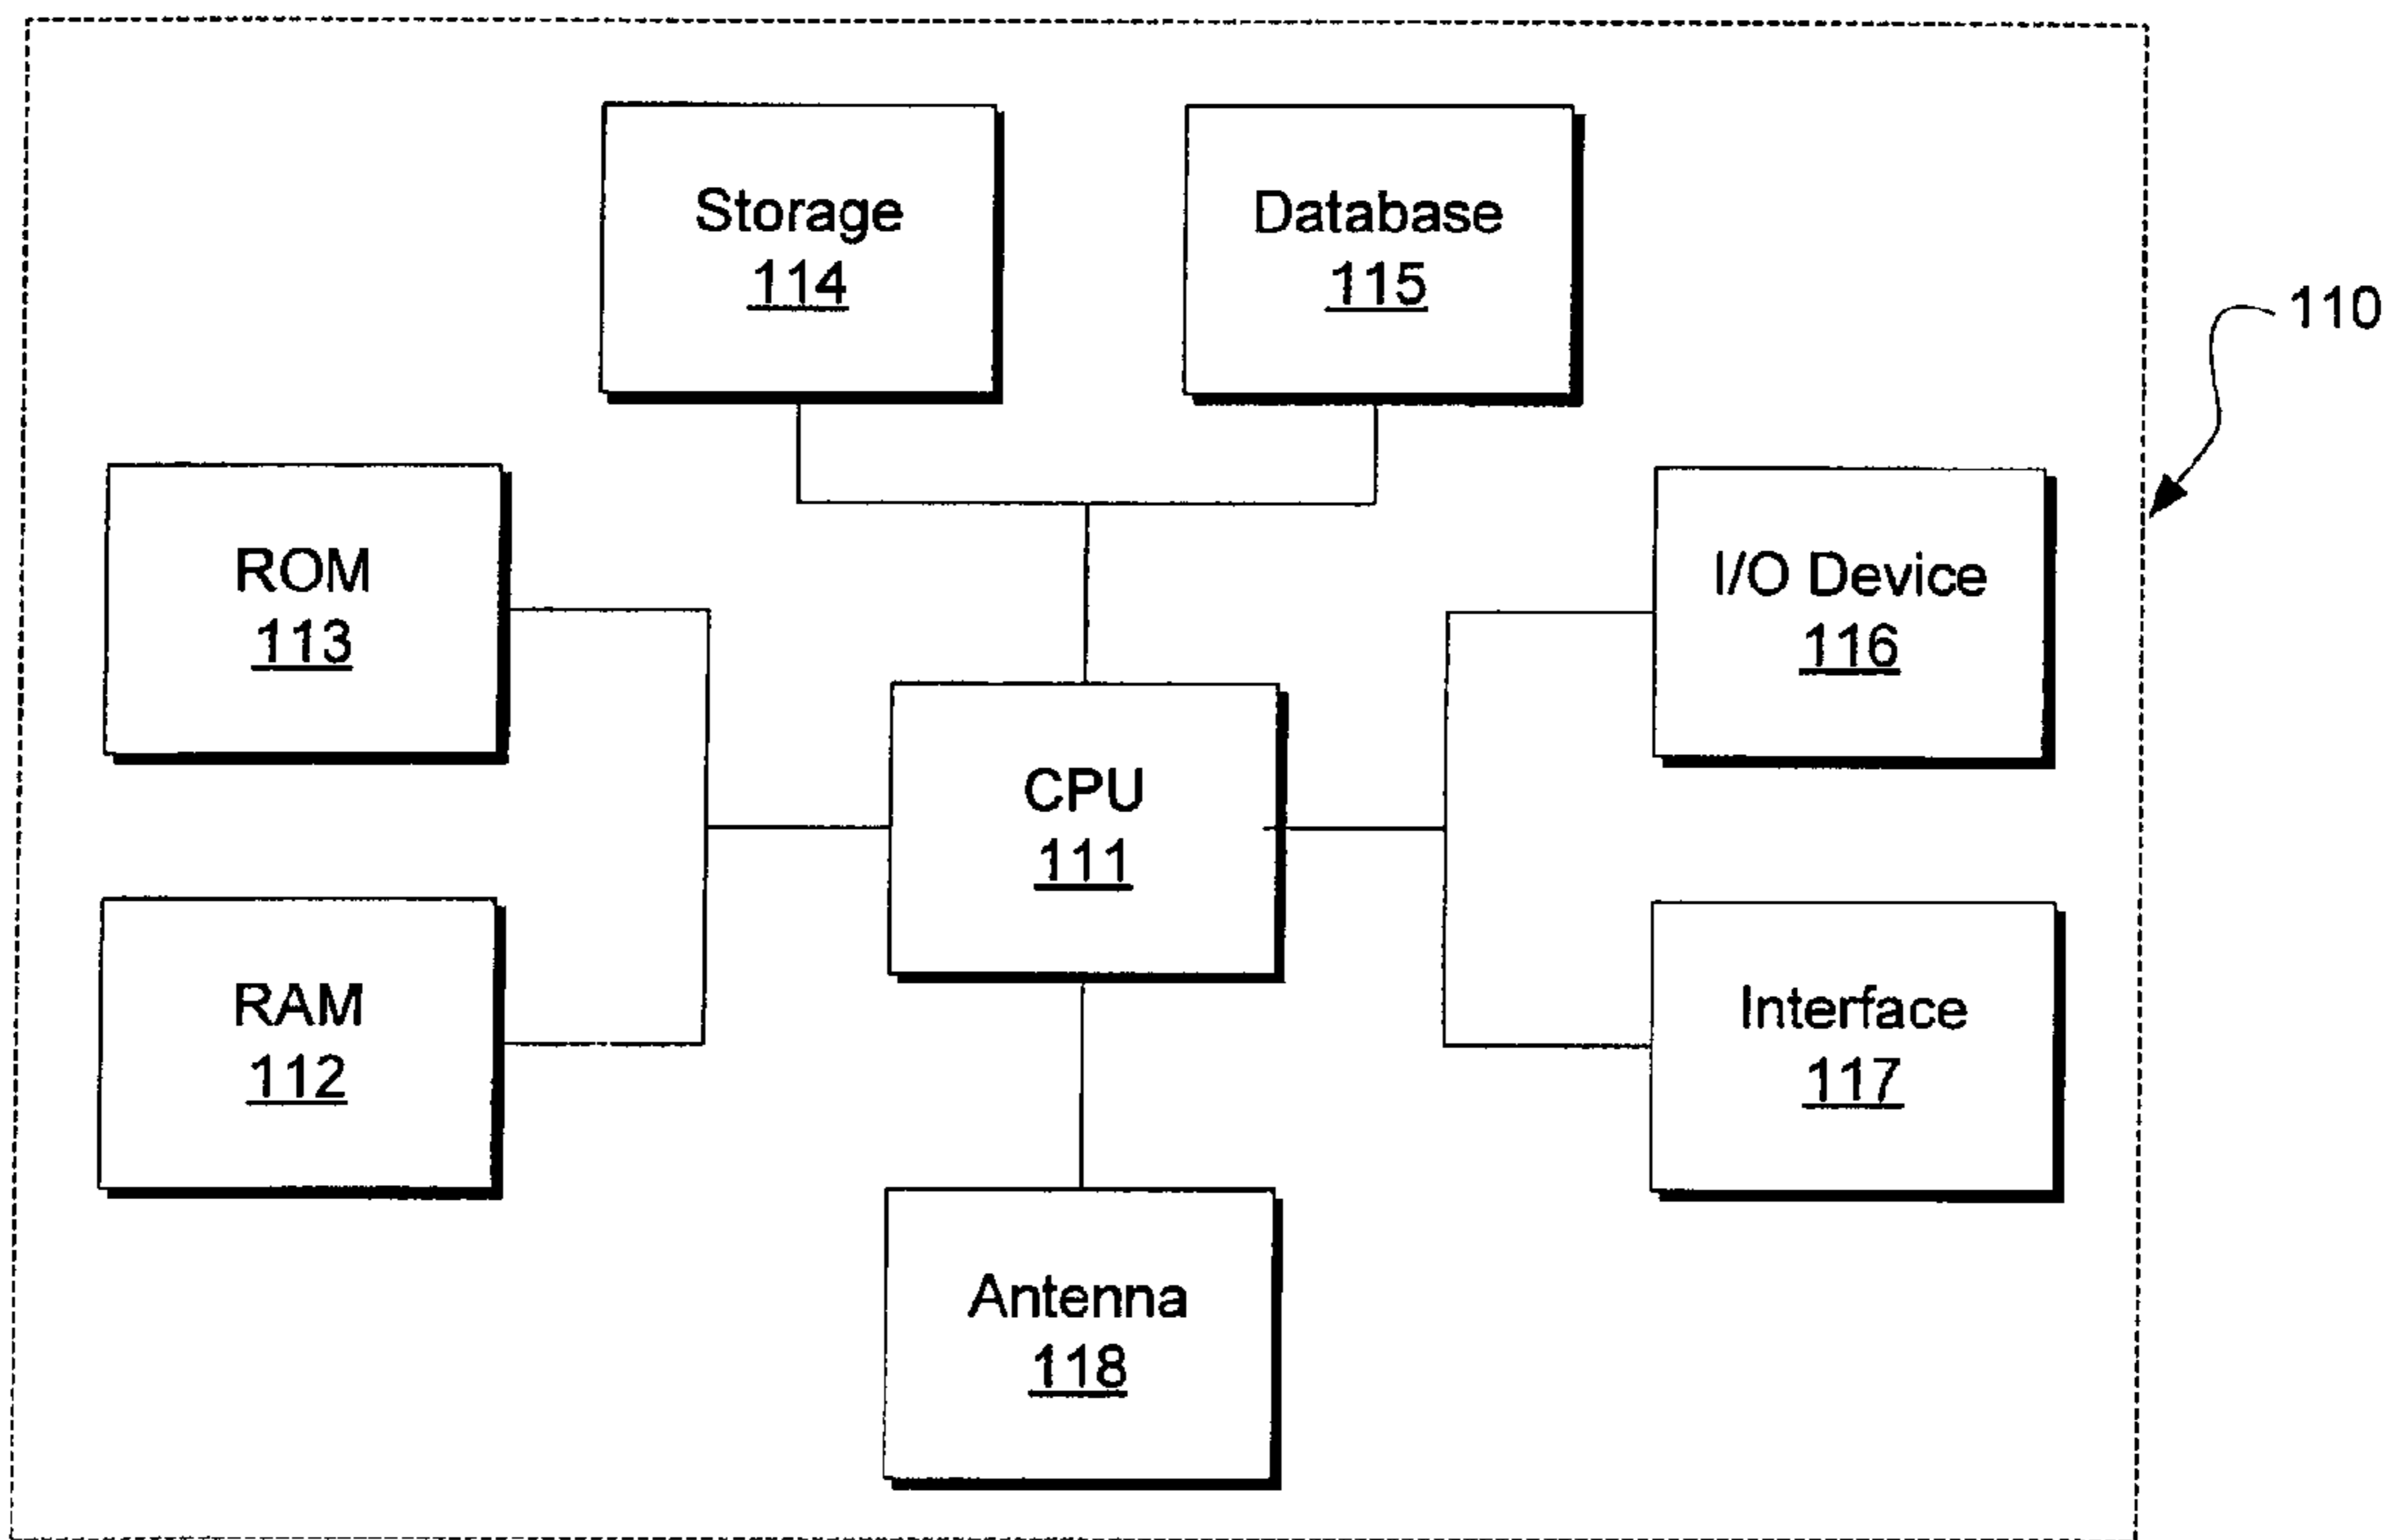 Storage
114
Database
115
110
ROM
113
I/O Device
116
CPU
111
RAM
112
Interface
117
Antenna
118